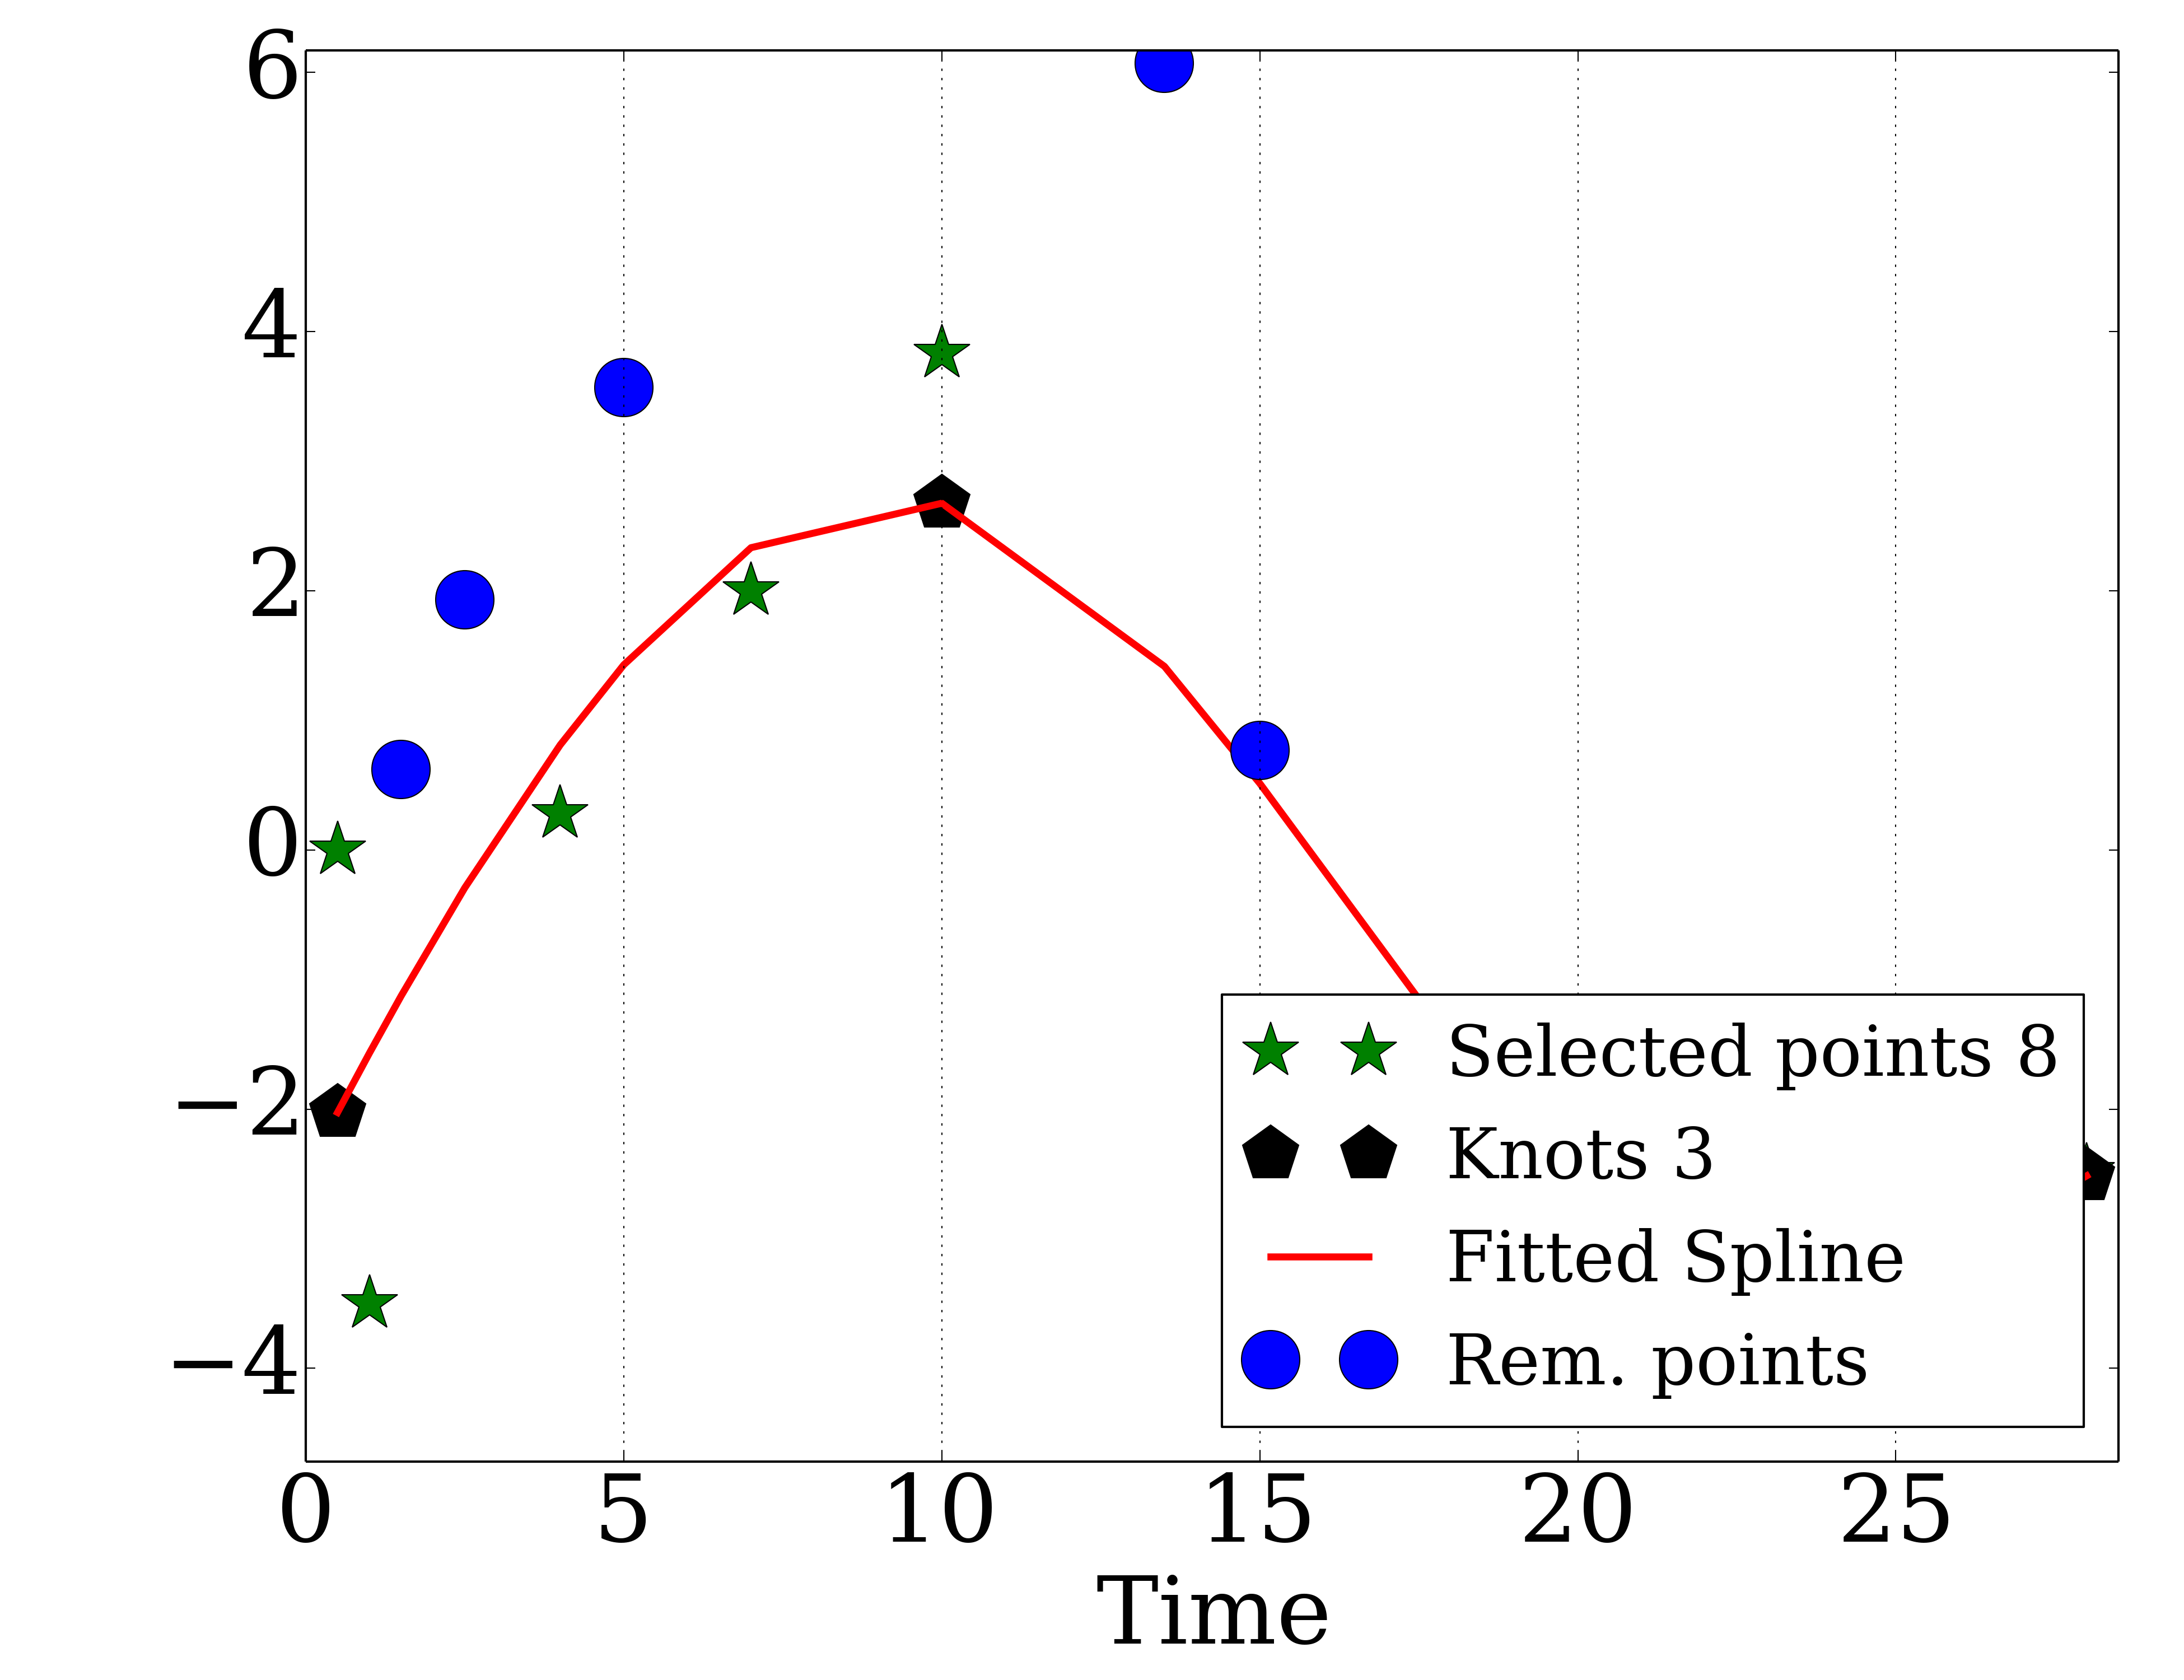 6
4
2
0
−2
−4
Selected points 8
Knots 3
Fitted Spline
Rem. points
0 5 10 15 20 25
Time